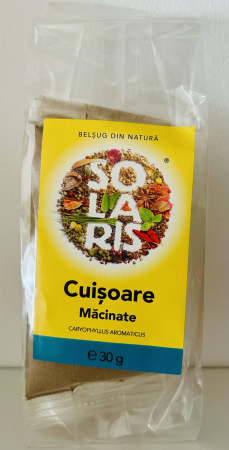 BELȘUG DIN NATURĂ
SO
LA
RIS
®
Cuișoare
Măcinate
CARYOPHYLLUS AROMATICUS
℮ 30 g